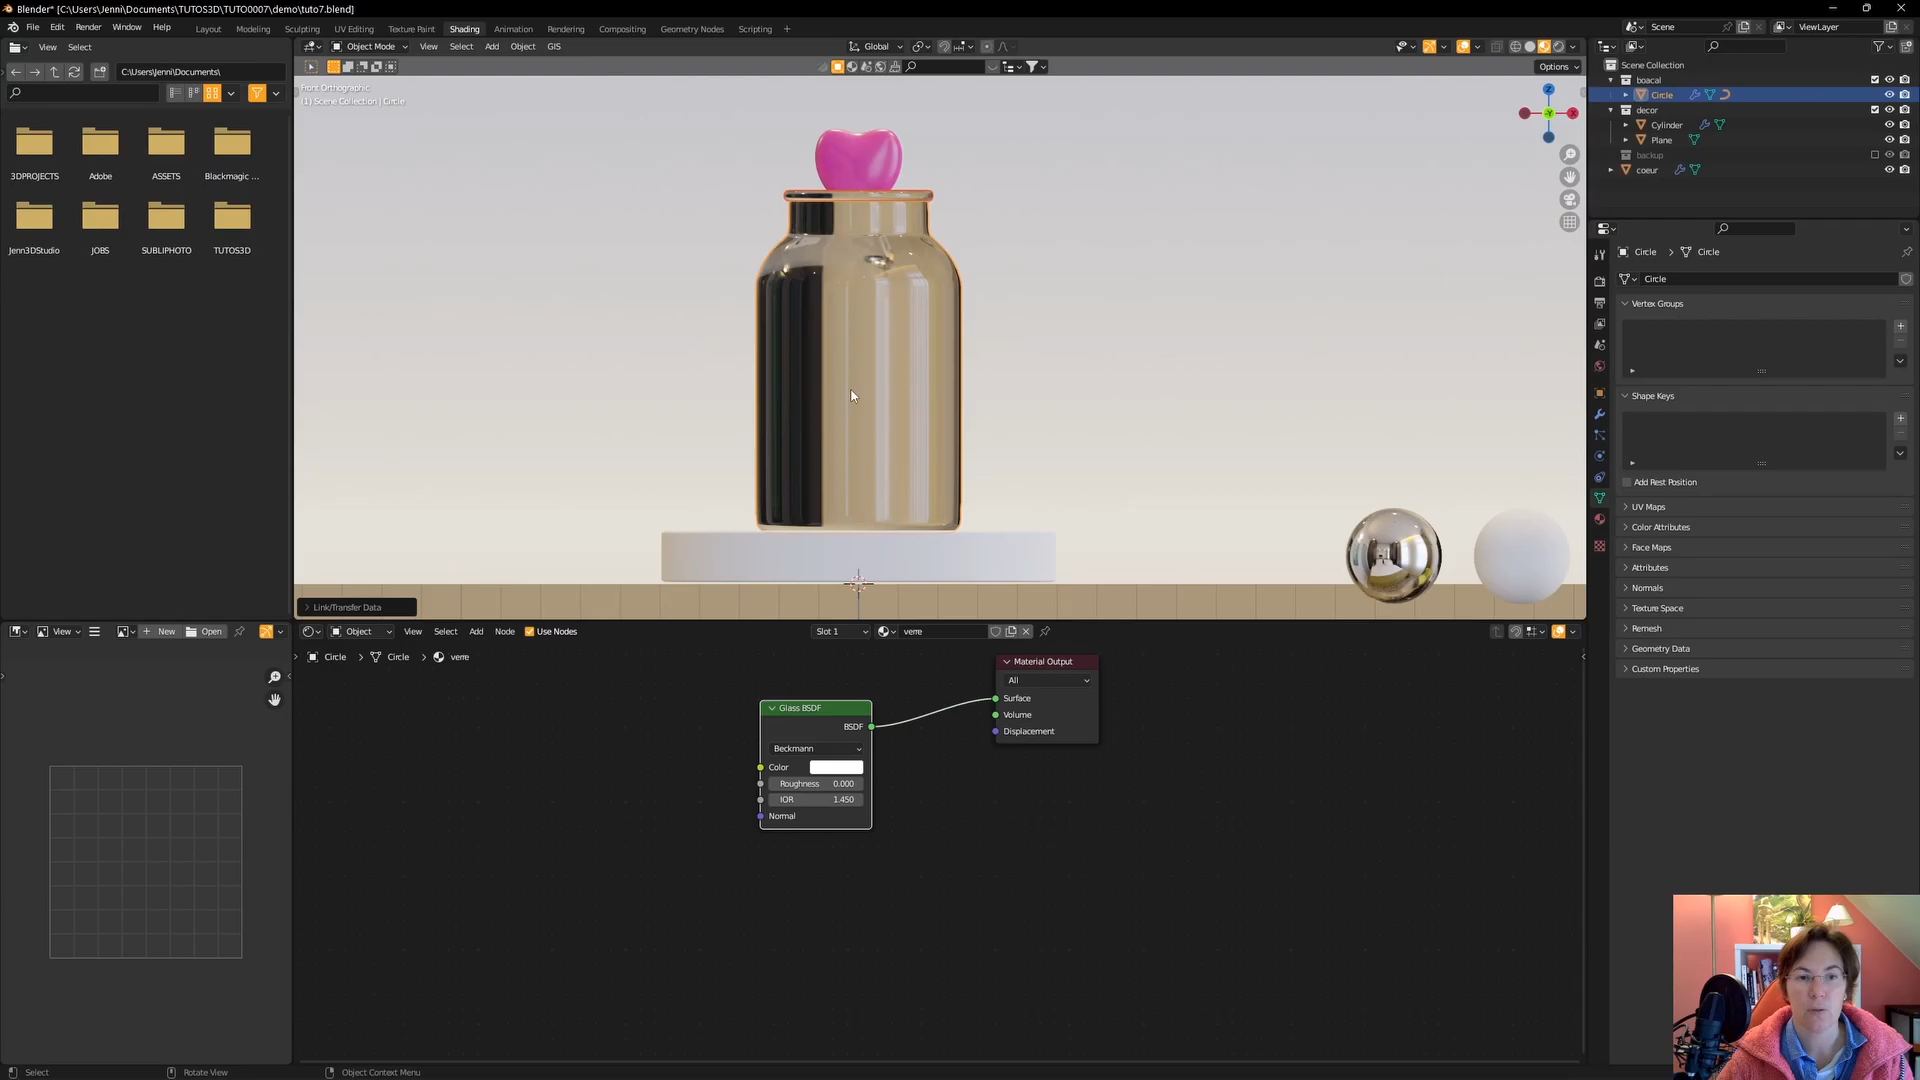 Blender* [C:\Users\Jenni\Documents\TUTOS3D\TUTO0007\demo\tuto7.blend]
File Edit Render Window Help
Layout Modeling Sculpting UV Editing Texture Paint Shading Animation Rendering Compositing Geometry Nodes Scripting +
Scene ViewLayer
View Select
Object Mode View Select Add Object GIS
Global
C:\Users\Jenni\Documents\
Options
3DPROJECTS Adobe ASSETS Blackmagic ...
Jenn3DStudio JOBS SUBLIPHOTO TUTOS3D
Front Orthographic
(1) Scene Collection | Circle
Z
Y
X
Link/Transfer Data
Scene Collection
boacal
Circle
decor
Cylinder
Plane
backup
coeur
Circle > Circle
Circle
Vertex Groups
Shape Keys
Add Rest Position
UV Maps
Color Attributes
Face Maps
Attributes
Normals
Texture Space
Remesh
Geometry Data
Custom Properties
View + New Open
Object View Select Add Node Use Nodes
Slot 1 verre
Circle > Circle > verre
Glass BSDF
BSDF
Beckmann
Color
Roughness 0.000
IOR 1.450
Normal
Material Output
All
Surface
Volume
Displacement
Select Rotate View Object Context Menu